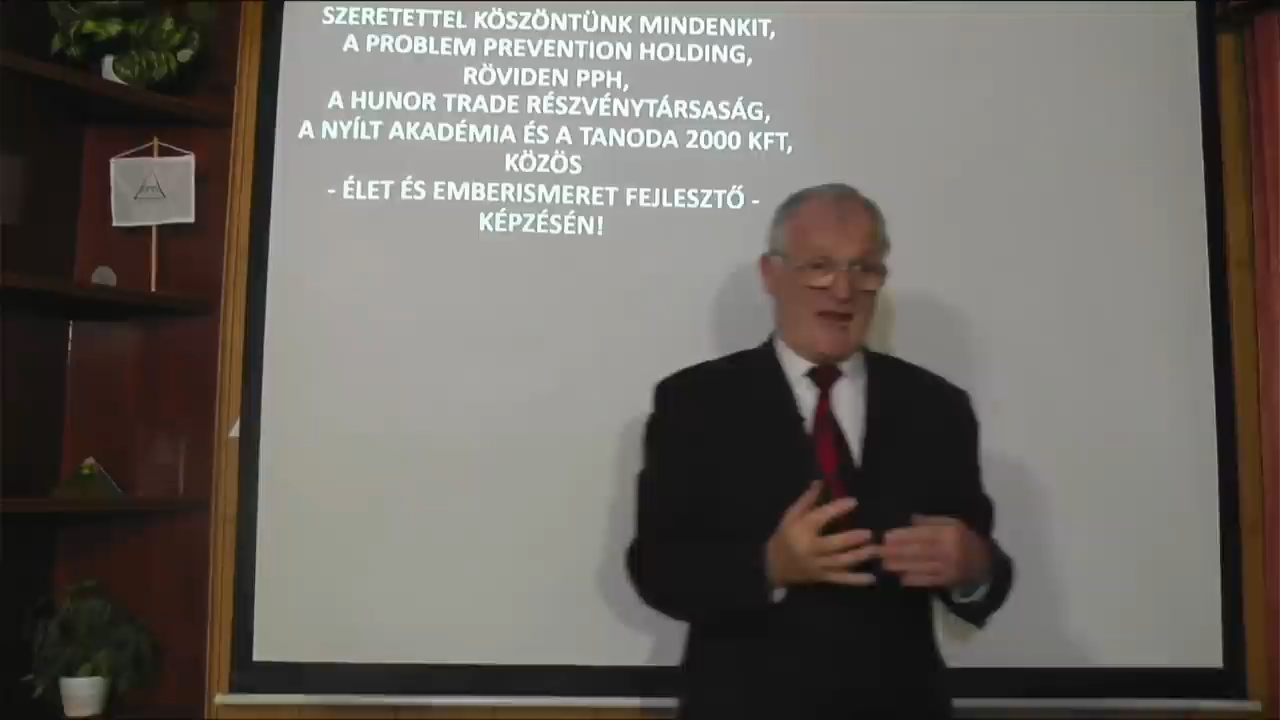 SZERETETTEL KÖSZÖNTÜNK MINDENKIT,
A PROBLEM PREVENTION HOLDING,
RÖVIDEN PPH,
A HUNOR TRADE RÉSZVÉNYTÁRSASÁG,
A NYÍLT AKADÉMIA ÉS A TANODA 2000 KFT,
KÖZÖS
- ÉLET ÉS EMBERISMERET FEJLESZTŐ -
KÉPZÉSÉN!